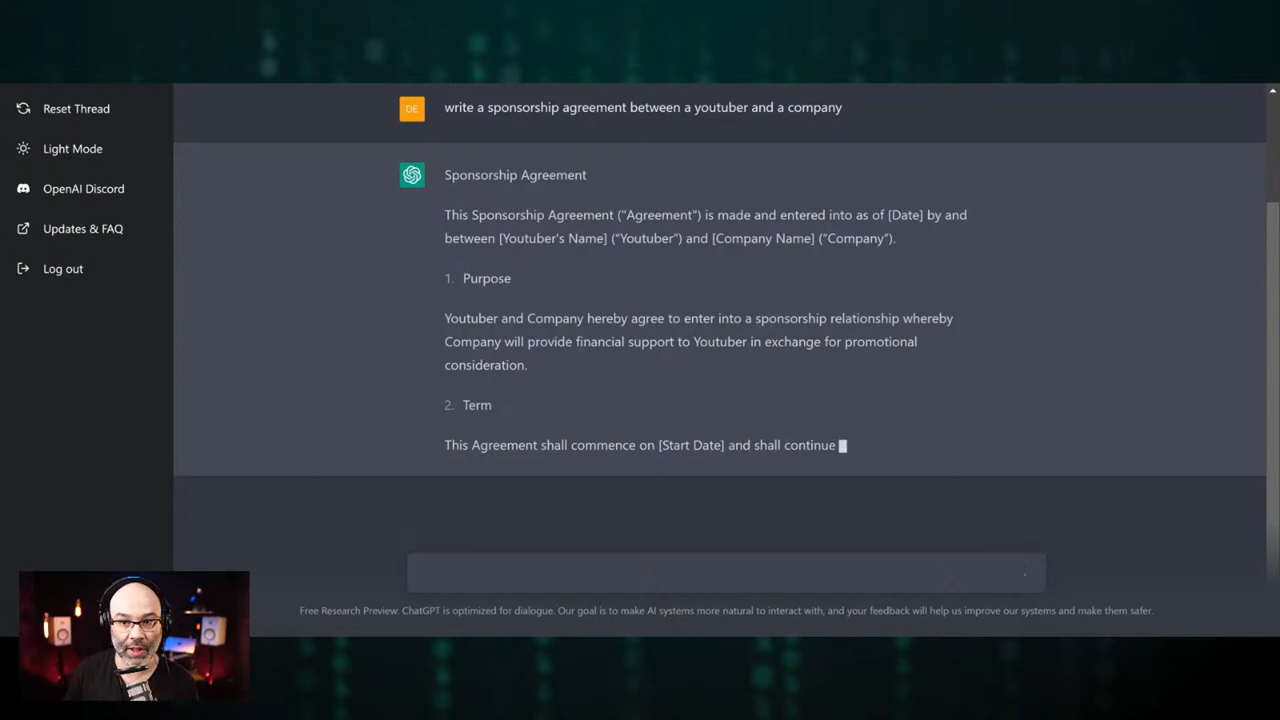 Reset Thread
Light Mode
OpenAI Discord
Updates & FAQ
Log out
DE
write a sponsorship agreement between a youtuber and a company
Sponsorship Agreement
This Sponsorship Agreement ("Agreement") is made and entered into as of [Date] by and
between [Youtuber's Name] ("Youtuber") and [Company Name] ("Company").
1. Purpose
Youtuber and Company hereby agree to enter into a sponsorship relationship whereby
Company will provide financial support to Youtuber in exchange for promotional
consideration.
2. Term
This Agreement shall commence on [Start Date] and shall continue
Free Research Preview: ChatGPT is optimized for dialogue. Our goal is to make AI systems more natural to interact with, and your feedback will help us improve our systems and make them safer.